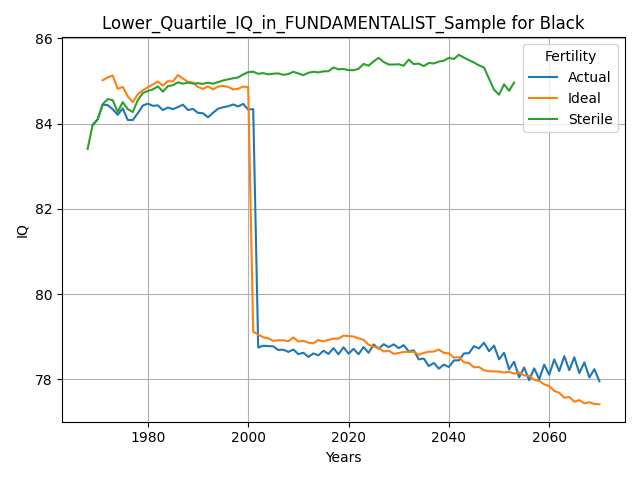 Lower_Quartile_IQ_in_FUNDAMENTALIST_Sample for Black
86
84
82
80
78
IQ
Fertility
Actual
Ideal
Sterile
1980
2000
2020
2040
2060
Years